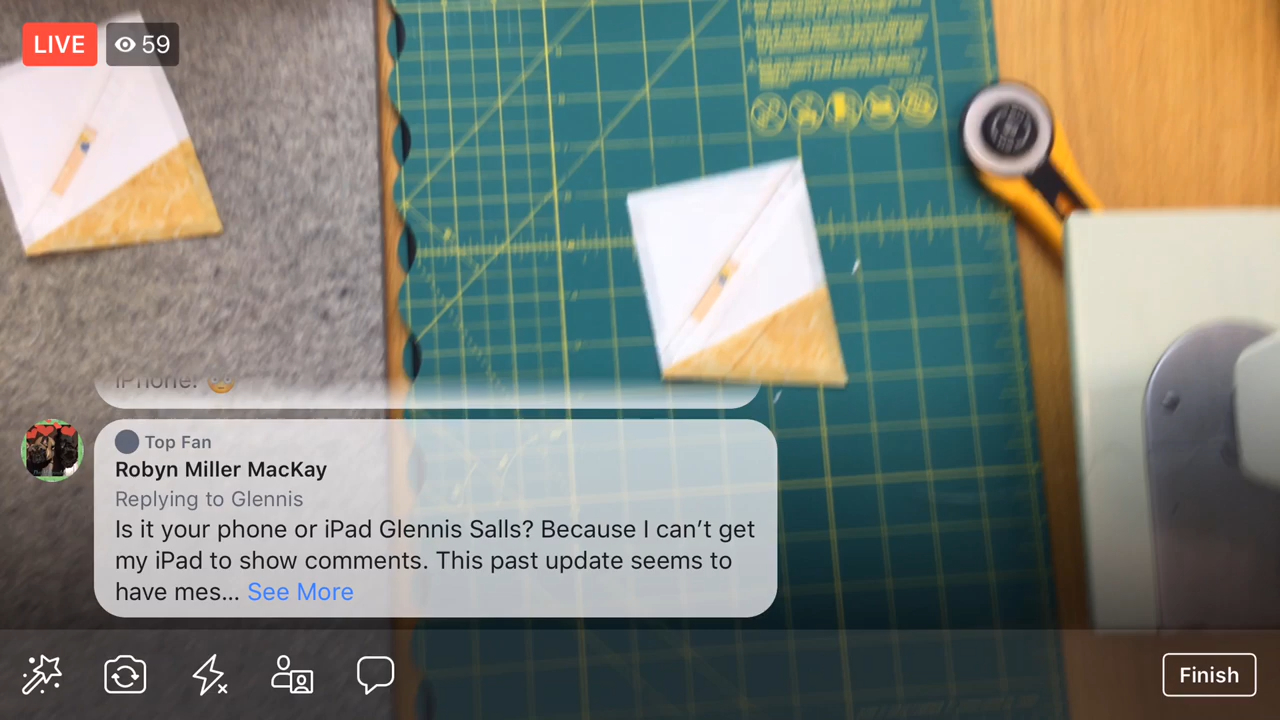 LIVE
59
iPhone!
Top Fan
Robyn Miller MacKay
Replying to Glennis
Is it your phone or iPad Glennis Salls? Because I can’t get
my iPad to show comments. This past update seems to
have mes... See More
Finish